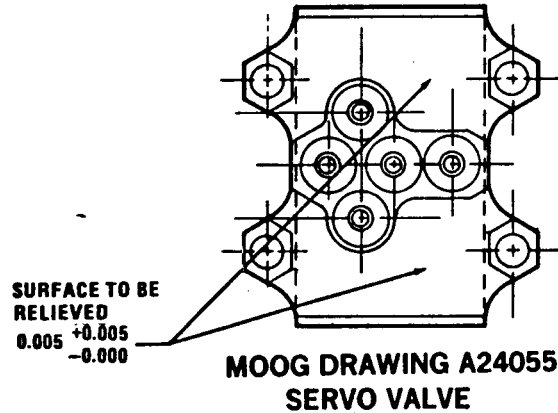 SURFACE TO BE
RELIEVED
0.005 +0.005
-0.000
MOOG DRAWING A24055
SERVO VALVE